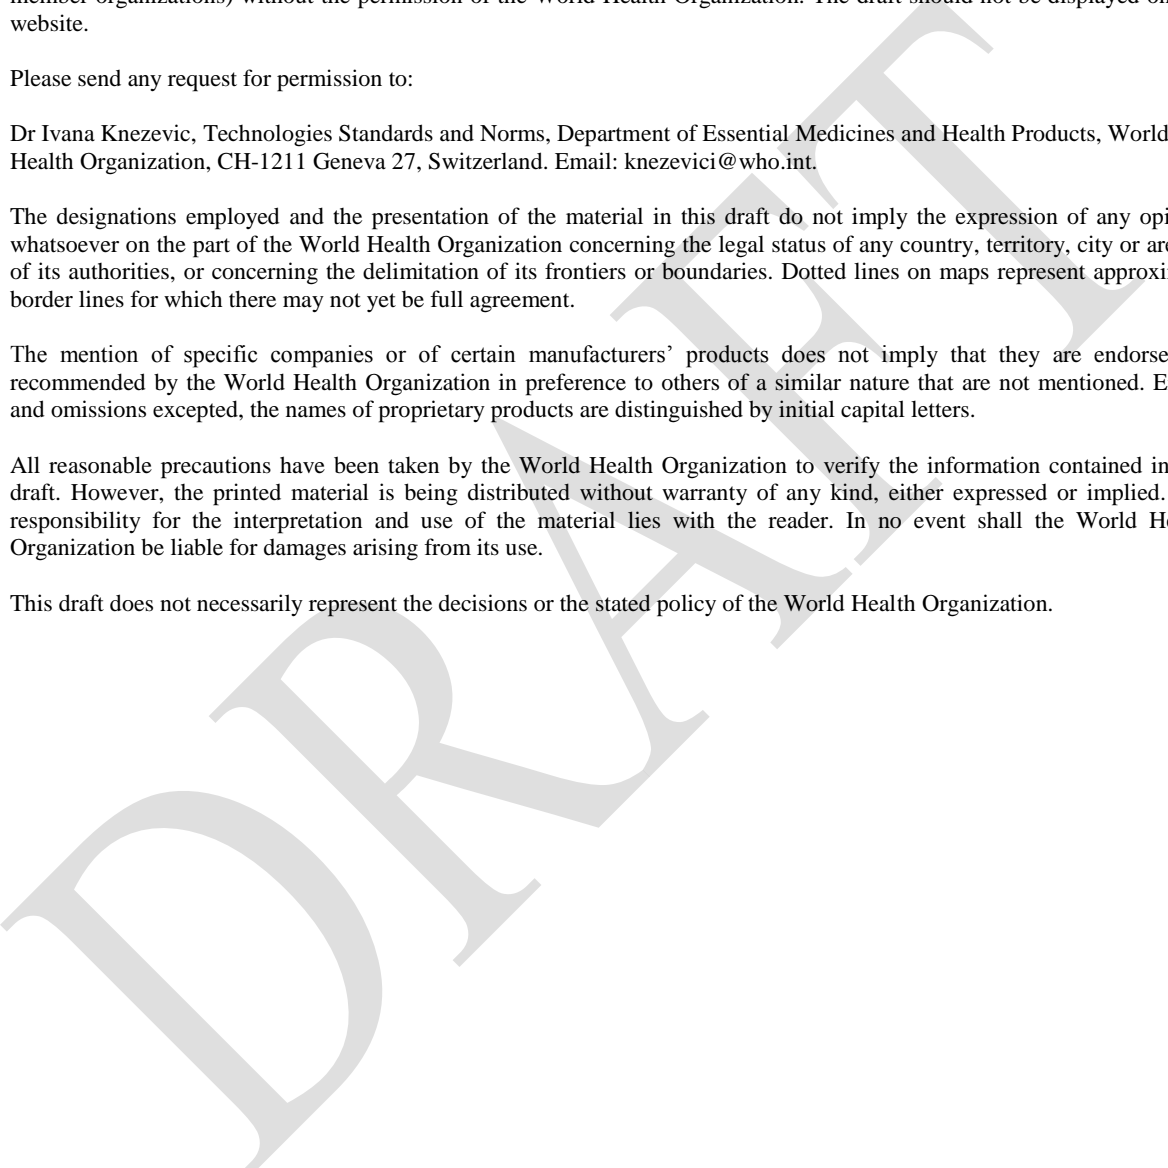 member organizations) without the permission of the World Health Organization. The draft should not be displayed on
website.
Please send any request for permission to:
Dr Ivana Knezevic, Technologies Standards and Norms, Department of Essential Medicines and Health Products, World
Health Organization, CH-1211 Geneva 27, Switzerland. Email: knezevici@who.int.
The designations employed and the presentation of the material in this draft do not imply the expression of any opi
whatsoever on the part of the World Health Organization concerning the legal status of any country, territory, city or are
of its authorities, or concerning the delimitation of its frontiers or boundaries. Dotted lines on maps represent approxi
border lines for which there may not yet be full agreement.
The mention of specific companies or of certain manufacturers’ products does not imply that they are endorse
recommended by the World Health Organization in preference to others of a similar nature that are not mentioned. E
and omissions excepted, the names of proprietary products are distinguished by initial capital letters.
All reasonable precautions have been taken by the World Health Organization to verify the information contained in
draft. However, the printed material is being distributed without warranty of any kind, either expressed or implied.
responsibility for the interpretation and use of the material lies with the reader. In no event shall the World He
Organization be liable for damages arising from its use.
This draft does not necessarily represent the decisions or the stated policy of the World Health Organization.
DRAFT